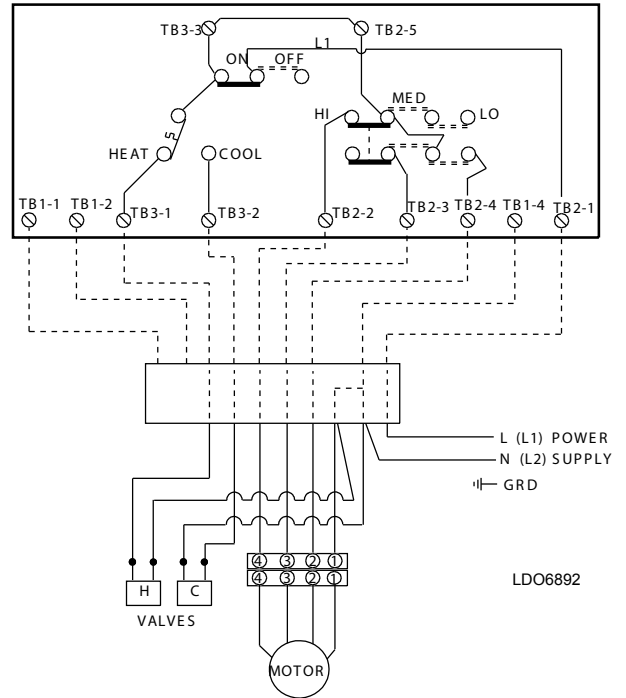 TB3-3
TB2-5
L1
ON OFF
MED
HI
LO
HEAT
COOL
TB1-1
TB1-2
TB3-1
TB3-2
TB2-2
TB2-3
TB2-4
TB1-4
TB2-1
L (L1) POWER
N (L2) SUPPLY
GRD
4 3 2 1
4 3 2 1
LDO6892
H C
VALVES
MOTOR